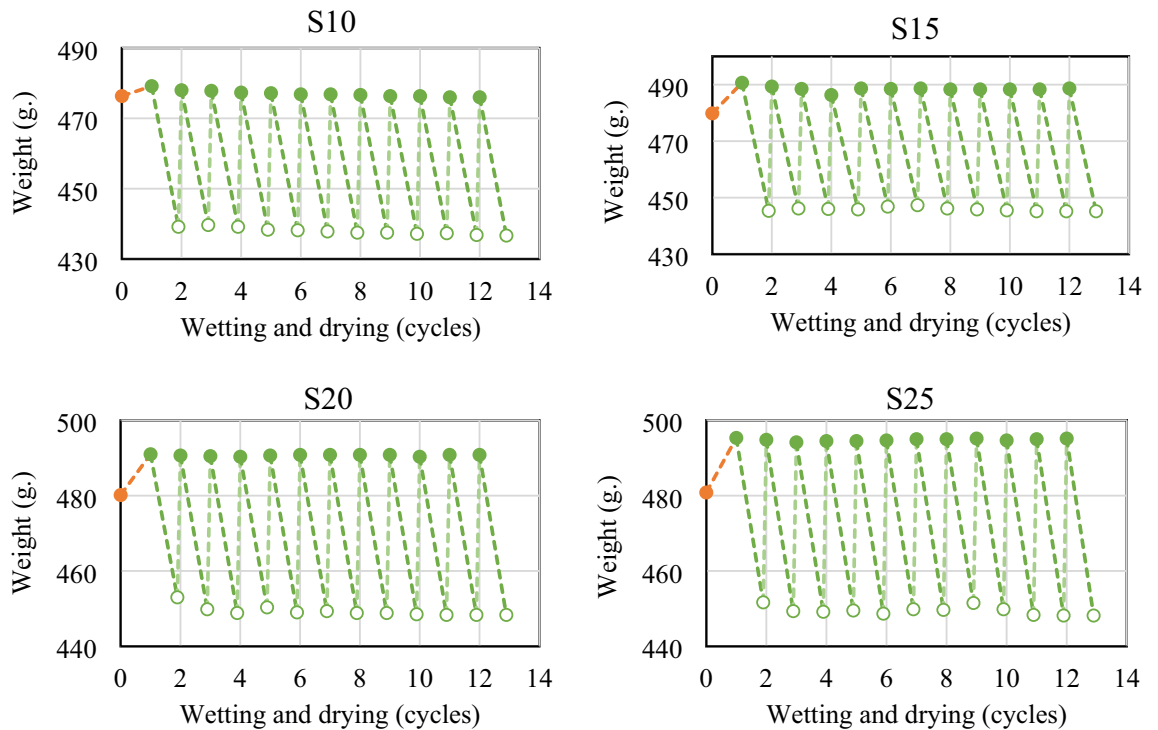 S10
490
470
450
430
Weight (g.)
0 2 4 6 8 10 12 14
Wetting and drying (cycles)
S15
490
470
450
430
Weight (g.)
0 2 4 6 8 10 12 14
Wetting and drying (cycles)
S20
500
480
460
440
Weight (g.)
0 2 4 6 8 10 12 14
Wetting and drying (cycles)
S25
500
480
460
440
Weight (g.)
0 2 4 6 8 10 12 14
Wetting and drying (cycles)